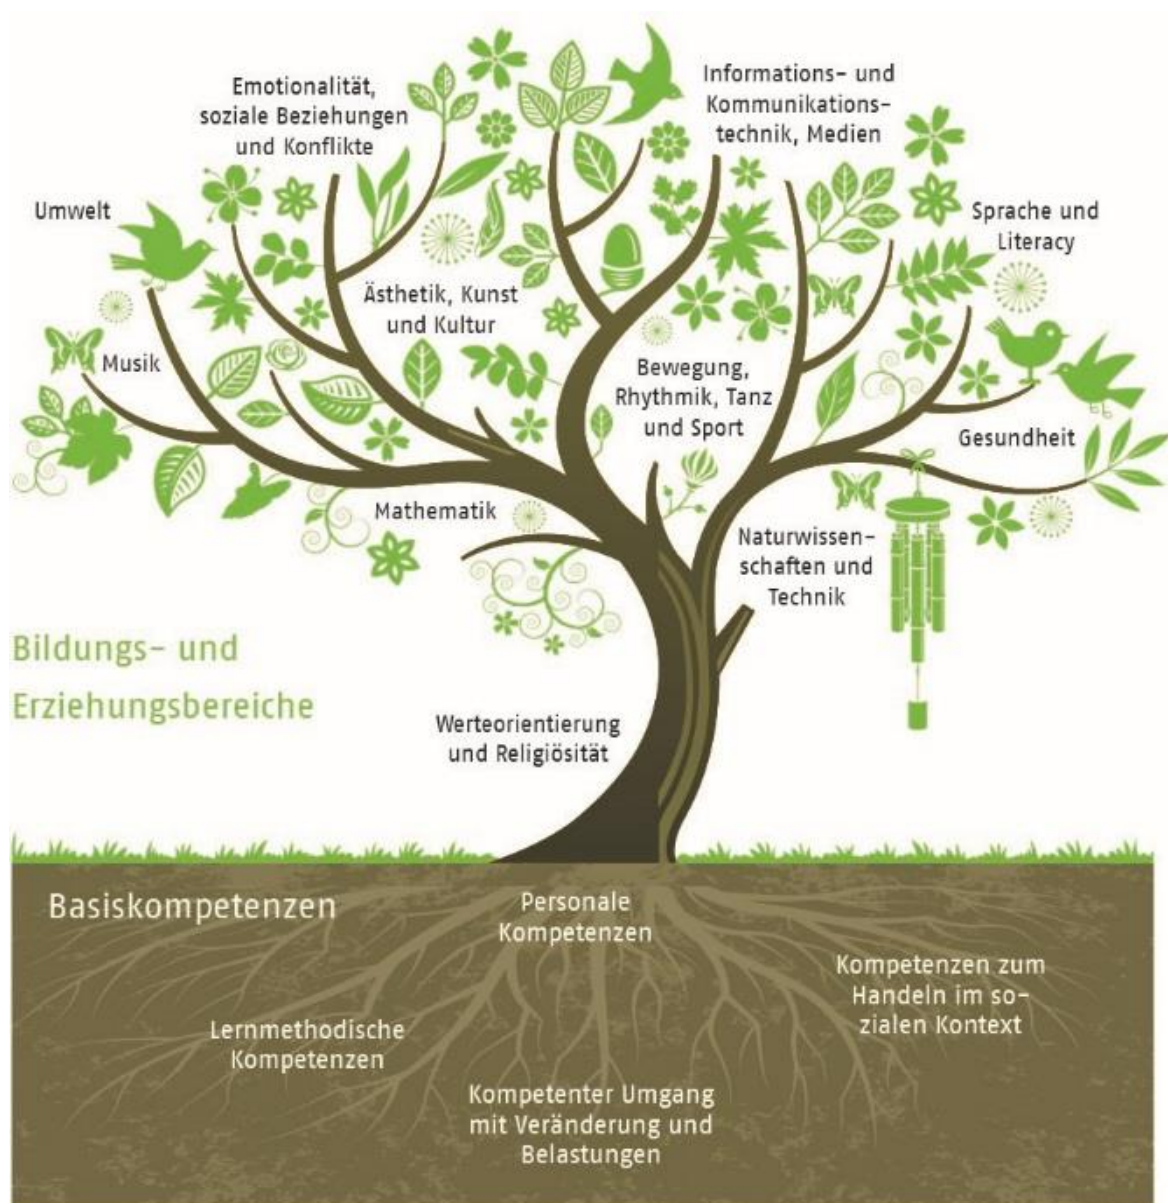 Emotionalität,
soziale Beziehungen
und Konflikte
Informations- und
Kommunikations-
technik, Medien
Umwelt
Sprache und
Literacy
Ästhetik, Kunst
und Kultur
Musik
Bewegung,
Rhythmik, Tanz
und Sport
Gesundheit
Mathematik
Naturwissen-
schaften und
Technik
Bildungs- und
Erziehungsbereiche
Werteorientierung
und Religiösität
Basiskompetenzen
Personale
Kompetenzen
Kompetenzen zum
Handeln im so-
zialen Kontext
Lernmethodische
Kompetenzen
Kompetenter Umgang
mit Veränderung und
Belastungen